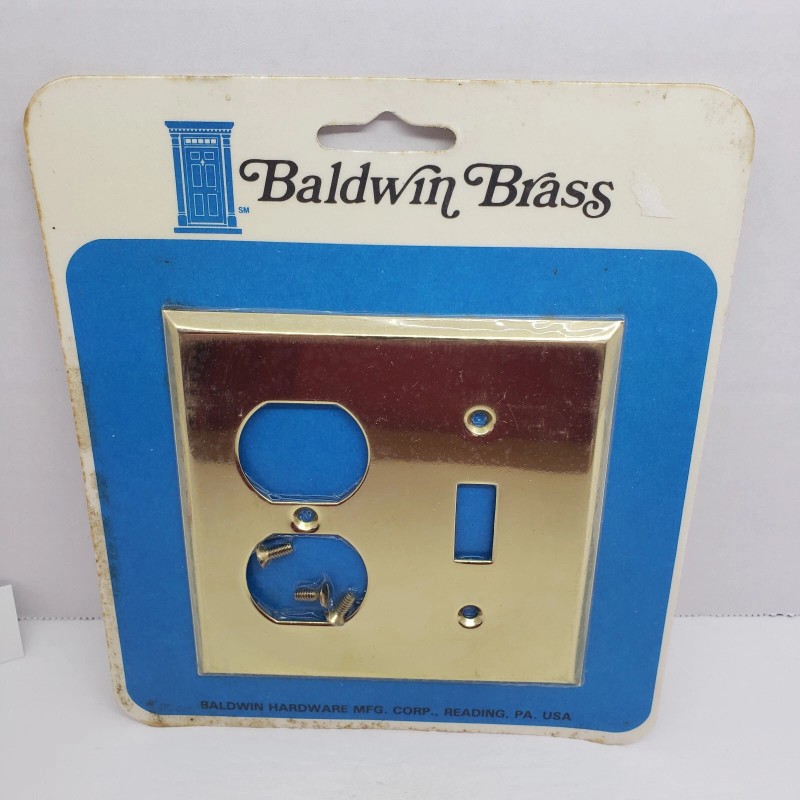 Baldwin Brass
SM
BALDWIN HARDWARE MFG. CORP., READING, PA. USA